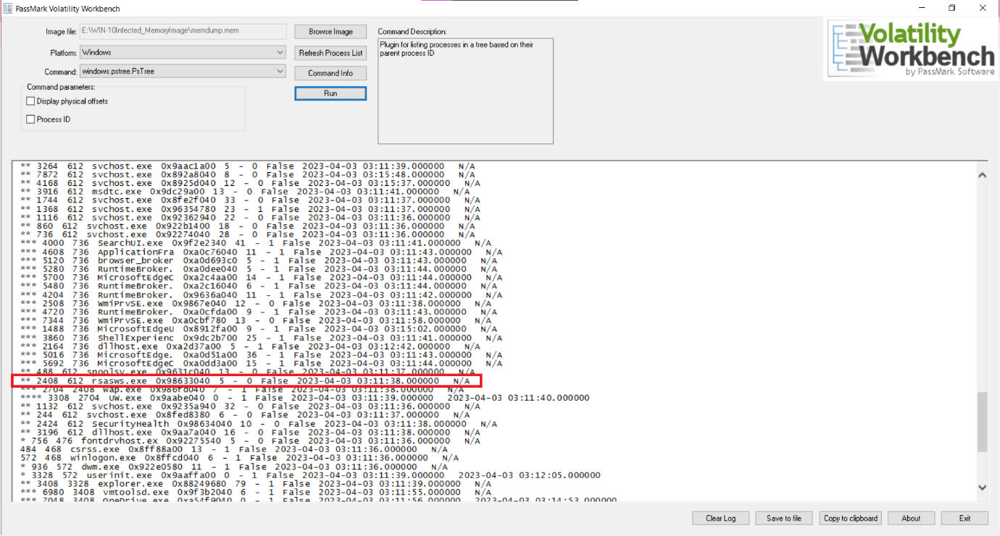 PassMark Volatility Workbench
Image file: E:\WIN-10Infected_MemoryImage\memdump.mem Browse Image Command Description:
Plugin for listing processes in a tree based on their
parent process ID
Platform: Windows Refresh Process List
Command: windows.pstree.PsTree Command Info
Command parameters: Run
Display physical offsets
Process ID
Volatility
Workbench
by PassMark Software
** 3264 612 svchost.exe 0x9aac1a00 5 - 0 False 2023-04-03 03:11:39.000000 N/A
** 7872 612 svchost.exe 0x892a8040 8 - 0 False 2023-04-03 03:15:48.000000 N/A
** 4168 612 svchost.exe 0x8925d040 12 - 0 False 2023-04-03 03:15:37.000000 N/A
** 3916 612 msdtc.exe 0x9dc29a00 13 - 0 False 2023-04-03 03:11:41.000000 N/A
** 1744 612 svchost.exe 0x8fe2f040 33 - 0 False 2023-04-03 03:11:37.000000 N/A
** 1368 612 svchost.exe 0x96354780 23 - 1 False 2023-04-03 03:11:37.000000 N/A
** 1116 612 svchost.exe 0x92362940 22 - 0 False 2023-04-03 03:11:36.000000 N/A
** 860 612 svchost.exe 0x922b1400 18 - 0 False 2023-04-03 03:11:36.000000 N/A
** 736 612 svchost.exe 0x92274040 28 - 0 False 2023-04-03 03:11:36.000000 N/A
*** 4000 736 SearchUI.exe 0x9f2e2340 41 - 1 False 2023-04-03 03:11:41.000000 N/A
*** 4608 736 ApplicationFra 0xa0c76040 11 - 1 False 2023-04-03 03:11:43.000000 N/A
*** 5120 736 browser_broker 0xa0d693c0 5 - 1 False 2023-04-03 03:11:43.000000 N/A
*** 5280 736 RuntimeBroker. 0xa0dee040 5 - 1 False 2023-04-03 03:11:44.000000 N/A
*** 5700 736 MicrosoftEdgeC 0xa2c4aa00 14 - 1 False 2023-04-03 03:11:44.000000 N/A
*** 5480 736 RuntimeBroker. 0xa2c16040 6 - 1 False 2023-04-03 03:11:44.000000 N/A
*** 4204 736 RuntimeBroker. 0x9636a040 11 - 1 False 2023-04-03 03:11:42.000000 N/A
*** 2508 736 WmiPrvSE.exe 0x9867e040 12 - 0 False 2023-04-03 03:11:38.000000 N/A
*** 4720 736 RuntimeBroker. 0xa0cfda00 9 - 1 False 2023-04-03 03:11:43.000000 N/A
*** 7344 736 WmiPrvSE.exe 0xa0cbf780 13 - 0 False 2023-04-03 03:11:58.000000 N/A
*** 1488 736 MicrosoftEdgeU 0x8912fa00 9 - 1 False 2023-04-03 03:15:02.000000 N/A
*** 3860 736 ShellExperienc 0x9dc2b700 25 - 1 False 2023-04-03 03:11:41.000000 N/A
*** 2164 736 dllhost.exe 0xa2d37a00 5 - 1 False 2023-04-03 03:12:42.000000 N/A
*** 5016 736 MicrosoftEdge. 0xa0d51a00 36 - 1 False 2023-04-03 03:11:43.000000 N/A
*** 5692 736 MicrosoftEdgeC 0xa0dd3a00 15 - 1 False 2023-04-03 03:11:44.000000 N/A
** 488 612 spoolsv.exe 0x9631c040 13 - 0 False 2023-04-03 03:11:37.000000 N/A
** 2408 612 rsasws.exe 0x98633040 5 - 0 False 2023-04-03 03:11:38.000000 N/A
*** 2704 2408 wap.exe 0x986fd040 7 - 1 False 2023-04-03 03:11:38.000000 N/A
**** 3308 2704 UW.exe 0x9aabe040 0 - 1 False 2023-04-03 03:11:39.000000 2023-04-03 03:11:40.000000
** 1132 612 svchost.exe 0x9235a940 32 - 0 False 2023-04-03 03:11:36.000000 N/A
** 244 612 svchost.exe 0x8fed8380 6 - 0 False 2023-04-03 03:11:37.000000 N/A
** 2424 612 SecurityHealth 0x98634040 10 - 0 False 2023-04-03 03:11:38.000000 N/A
** 3196 612 dllhost.exe 0x9aa7a040 16 - 0 False 2023-04-03 03:11:38.000000 N/A
* 756 476 fontdrvhost.ex 0x92275540 5 - 0 False 2023-04-03 03:11:36.000000 N/A
484 468 csrss.exe 0x8ff88a00 13 - 1 False 2023-04-03 03:11:36.000000 N/A
572 468 winlogon.exe 0x8ffcd040 6 - 1 False 2023-04-03 03:11:36.000000 N/A
* 936 572 dwm.exe 0x922e0580 11 - 1 False 2023-04-03 03:11:36.000000 N/A
* 3328 572 userinit.exe 0x9aaffa00 0 - 1 False 2023-04-03 03:11:39.000000 2023-04-03 03:12:05.000000
** 3408 3328 explorer.exe 0x88249680 79 - 1 False 2023-04-03 03:11:39.000000 N/A
*** 6980 3408 vmtoolsd.exe 0x9f3b2040 6 - 1 False 2023-04-03 03:11:55.000000 N/A
*** 7048 3408 OneDrive.exe 0xa54f9040 0 - 1 False 2023-04-03 03:11:56.000000 2023-04-03 03:14:53.000000
Clear Log Save to file Copy to clipboard About Exit